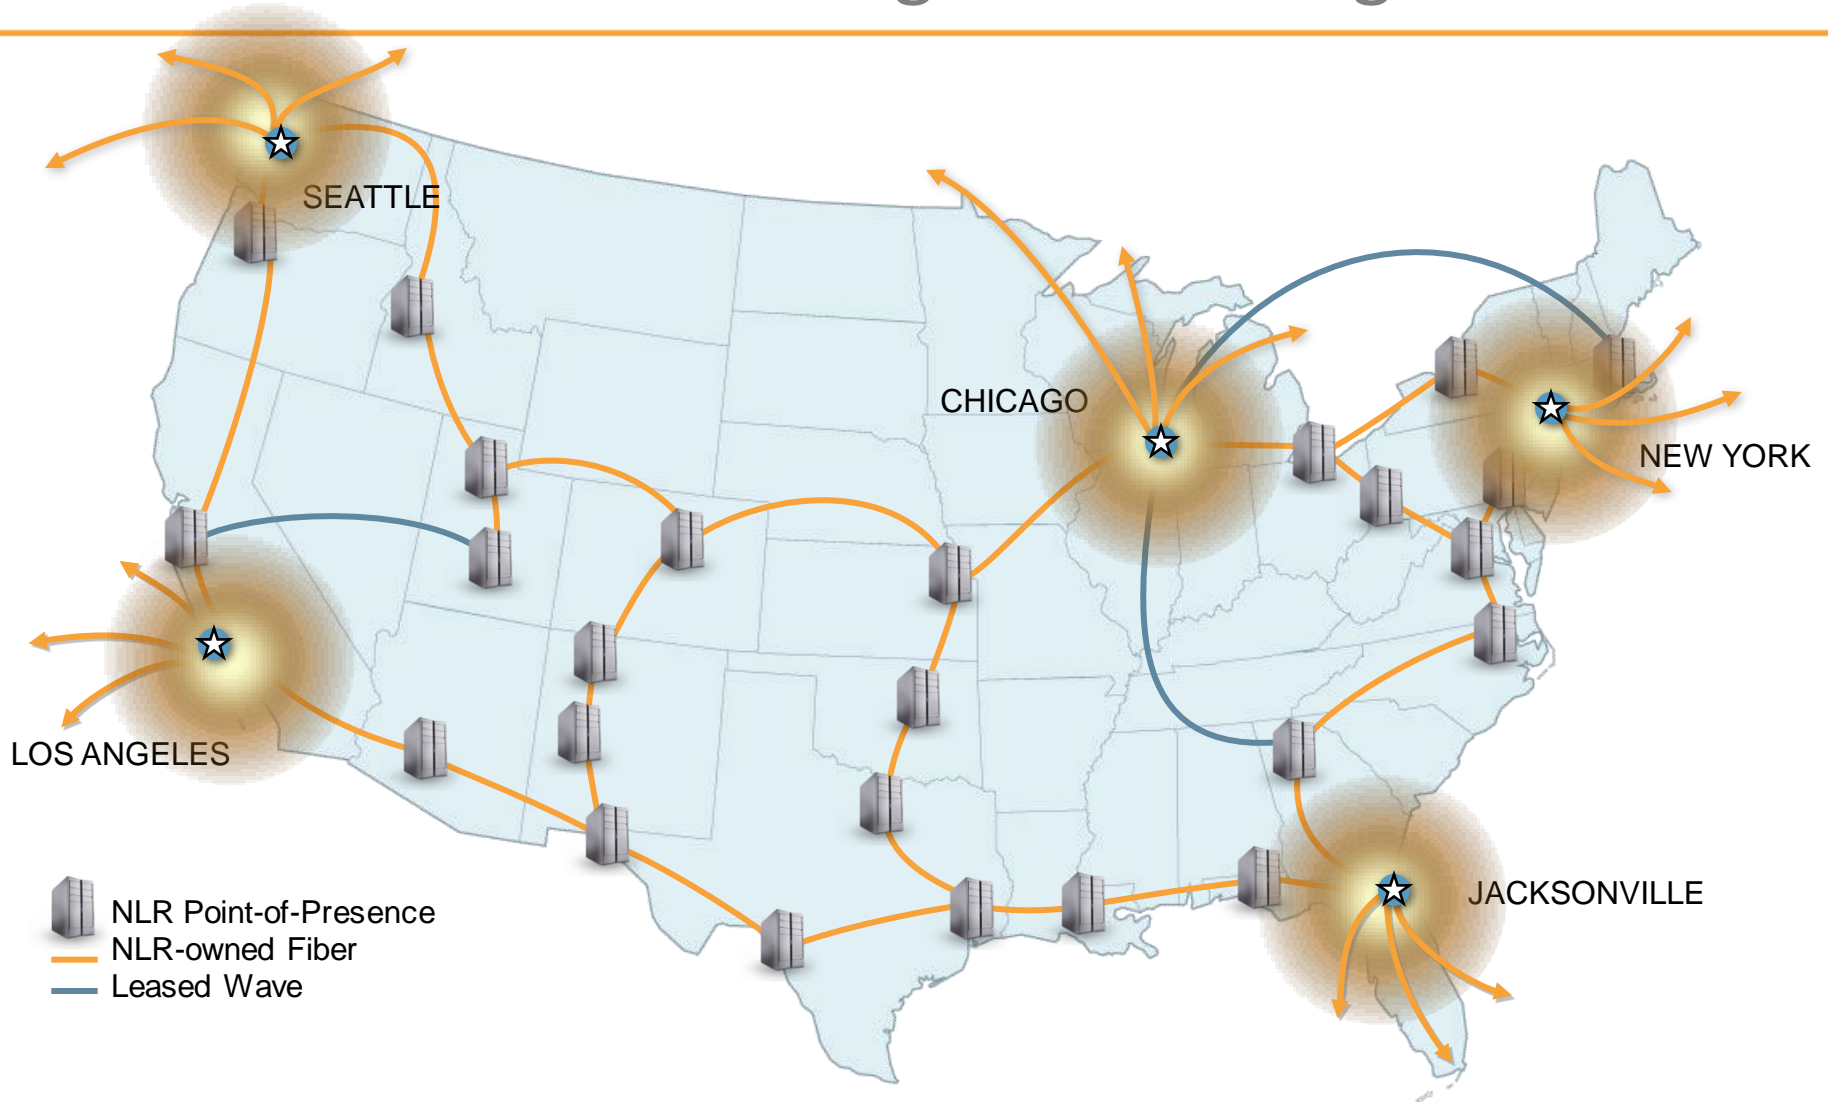 SEATTLE
CHICAGO
NEW YORK
LOS ANGELES
JACKSONVILLE
NLR Point-of-Presence
NLR-owned Fiber
Leased Wave